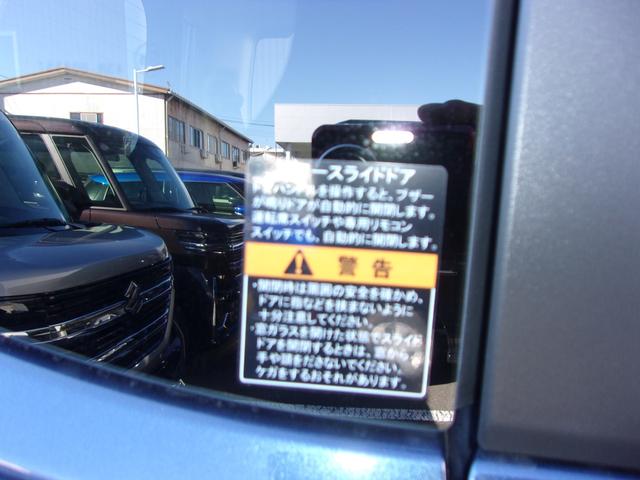 ースライドドア
ドアハンドルを操作すると、ブザー
が鳴りドアが自動的に開閉します。
運転席スイッチや専用リモコン
スイッチでも、自動的に開閉します。
警告
・開閉時は周囲の安全を確かめ、
ドアに指などを挟まないように
十分注意してください。
・窓ガラスを開けた状態でスライド
ドアを開閉するときは、窓から
手や頭をださないでください。
ケガをするおそれがあります。